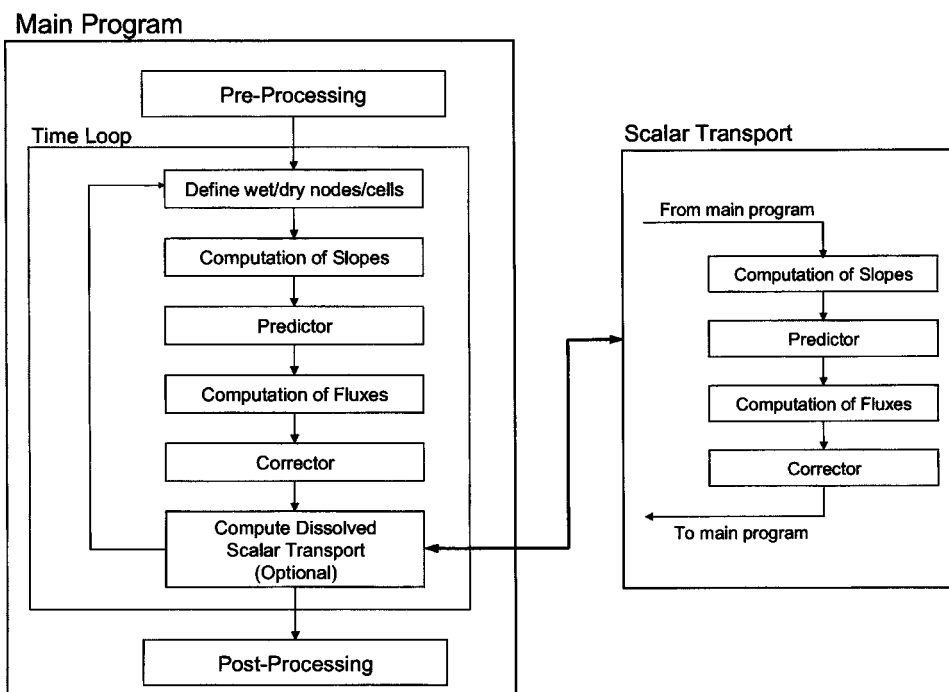 Main Program
Pre-Processing
Time Loop
Define wet/dry nodes/cells
Computation of Slopes
Predictor
Computation of Fluxes
Corrector
Compute Dissolved
Scalar Transport
(Optional)
Post-Processing
Scalar Transport
From main program
Computation of Slopes
Predictor
Computation of Fluxes
Corrector
To main program